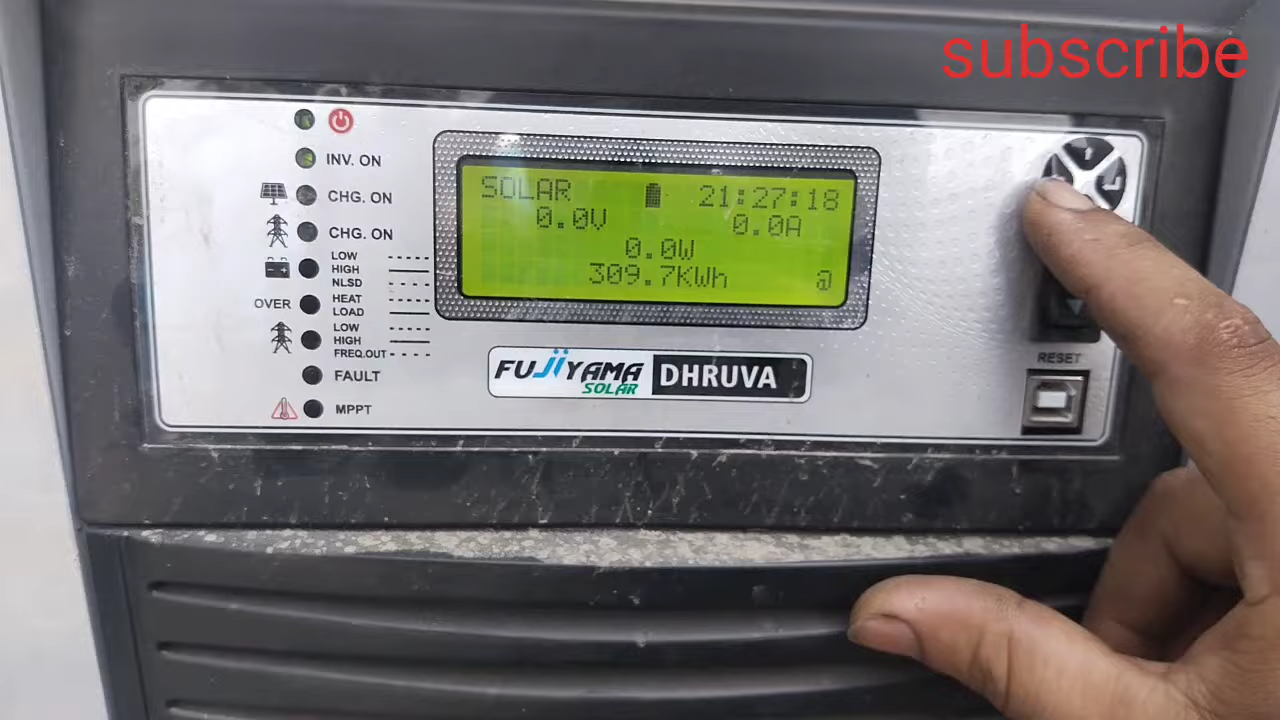 subscribe
INV. ON
CHG. ON
CHG. ON
LOW
HIGH
NLSD
OVER HEAT
LOAD
LOW
HIGH
FREQ.OUT
FAULT
MPPT
SOLAR 21:27:18
0.0V 0.0A
0.0W
309.7KWh @
FUJIYAMA
SOLAR
DHRUVA
RESET